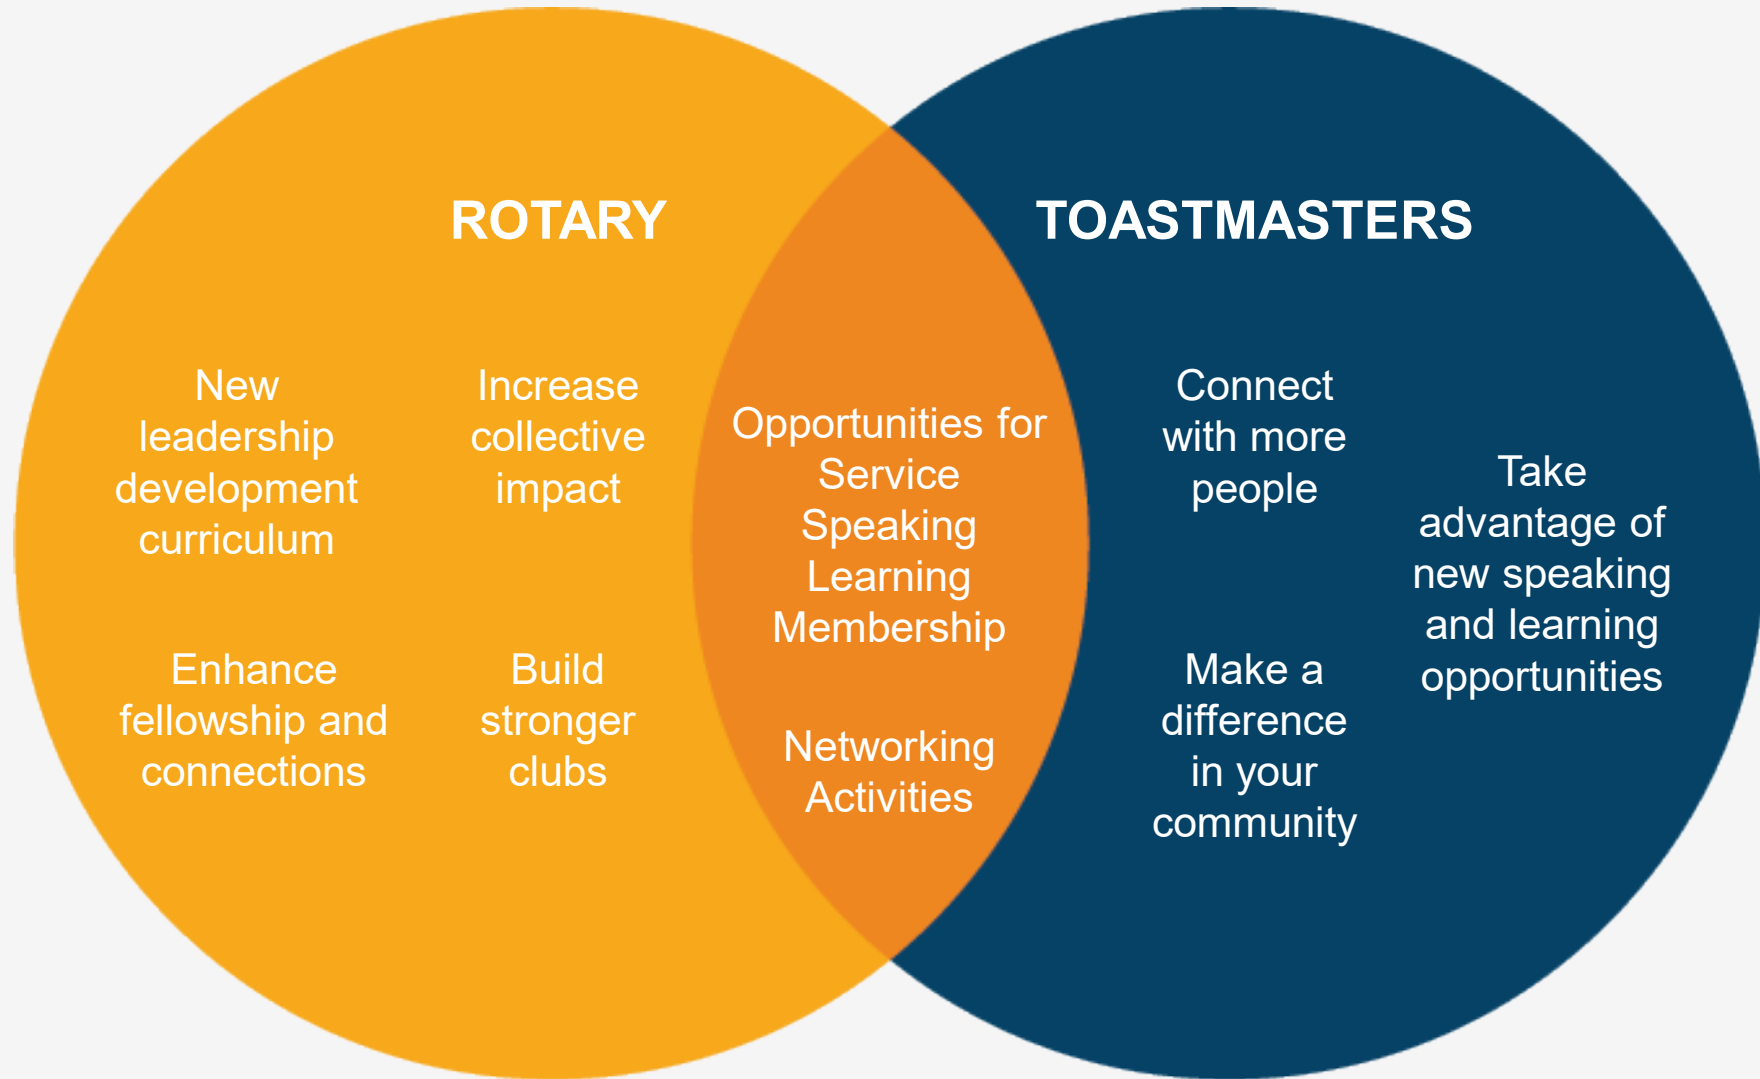 ROTARY
New
leadership
development
curriculum
Increase
collective
impact
Enhance
fellowship and
connections
Build
stronger
clubs
Opportunities for
Service
Speaking
Learning
Membership
Networking
Activities
TOASTMASTERS
Connect
with more
people
Make a
difference
in your
community
Take
advantage of
new speaking
and learning
opportunities